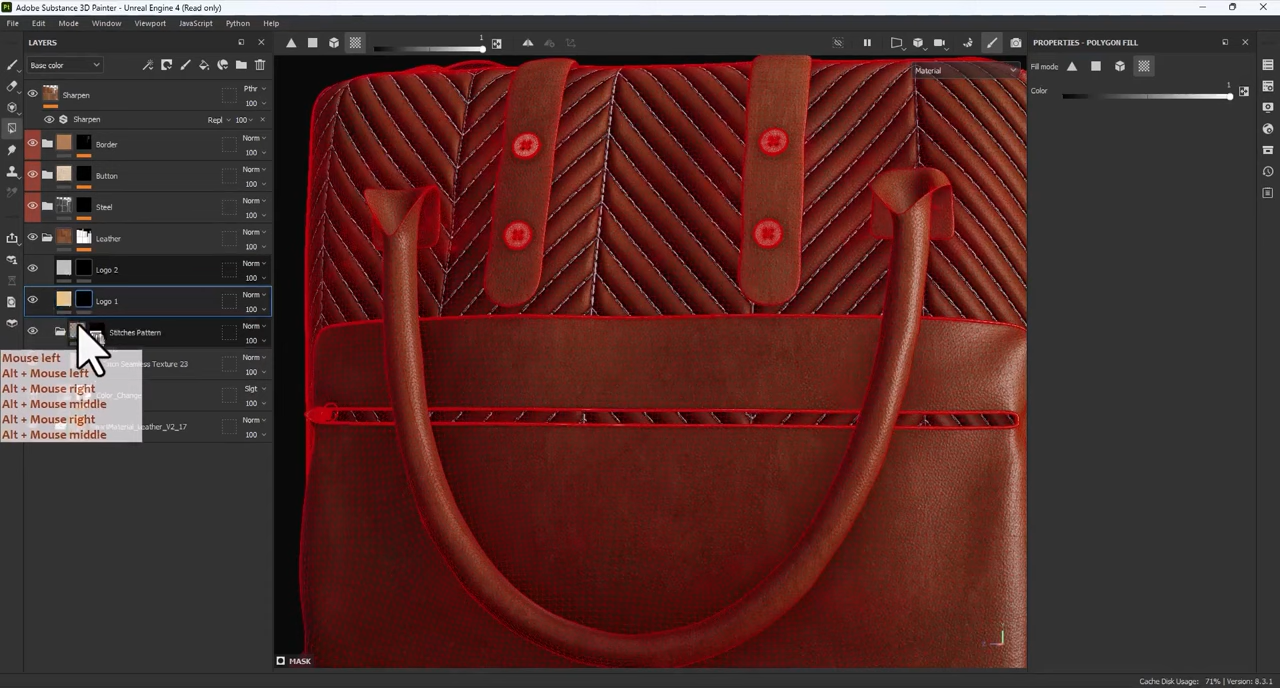 Adobe Substance 3D Painter - Unreal Engine 4 (Read only)
File Edit Mode Window Viewport JavaScript Python Help
LAYERS
Base color
Sharpen Pthr 100
Sharpen Repl 100
Border Norm 100
Button Norm 100
Steel Norm 100
Leather Norm 100
Logo 2 Norm 100
Logo 1 Norm 100
Stitches Pattern Norm 100
Seamless Texture 23 Norm 100
Color_Change Slgt 100
Leather_V2_17 Norm 100
Mouse left
Alt + Mouse left
Alt + Mouse right
Alt + Mouse middle
Alt + Mouse right
Alt + Mouse middle
1
Material
MASK
PROPERTIES - POLYGON FILL
Fill mode
Color 1
Cache Disk Usage: 71% | Version: 8.3.1